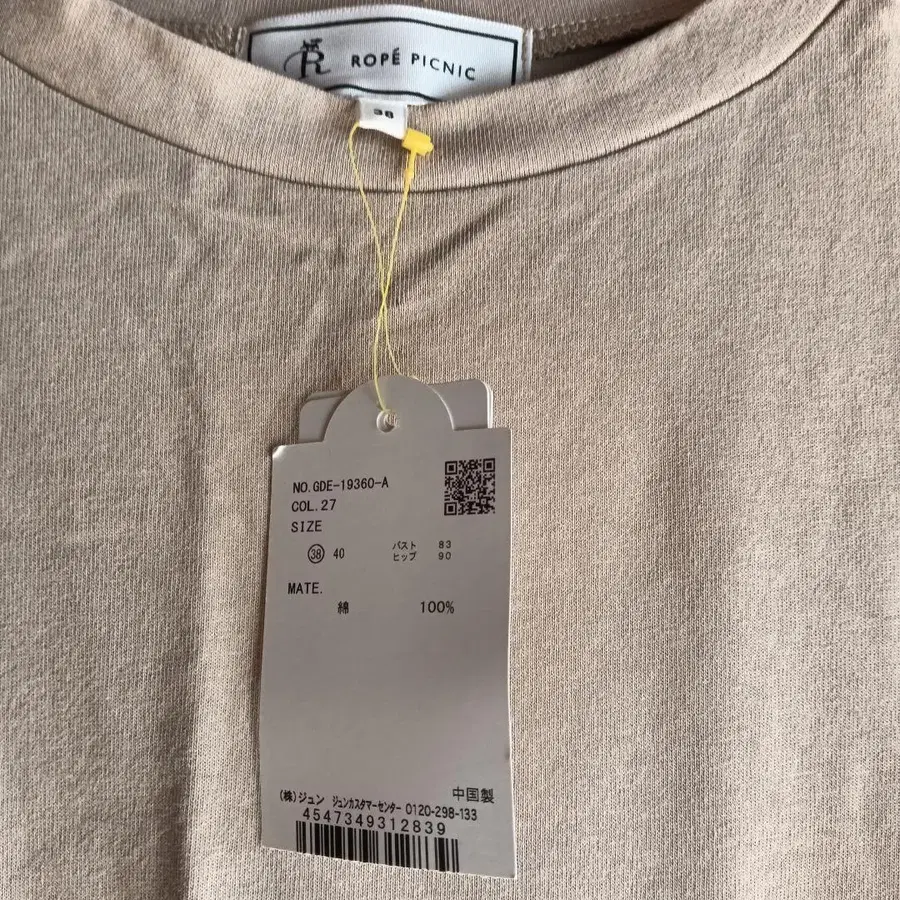 R ROPÉ PICNIC
38
NO.GDE-19360-A
COL.27
SIZE
38 40 バスト 83
ヒップ 90
MATE.
綿 100%
中国製
(株)ジュン ジュンカスタマーセンター 0120-298-133
4547349312839